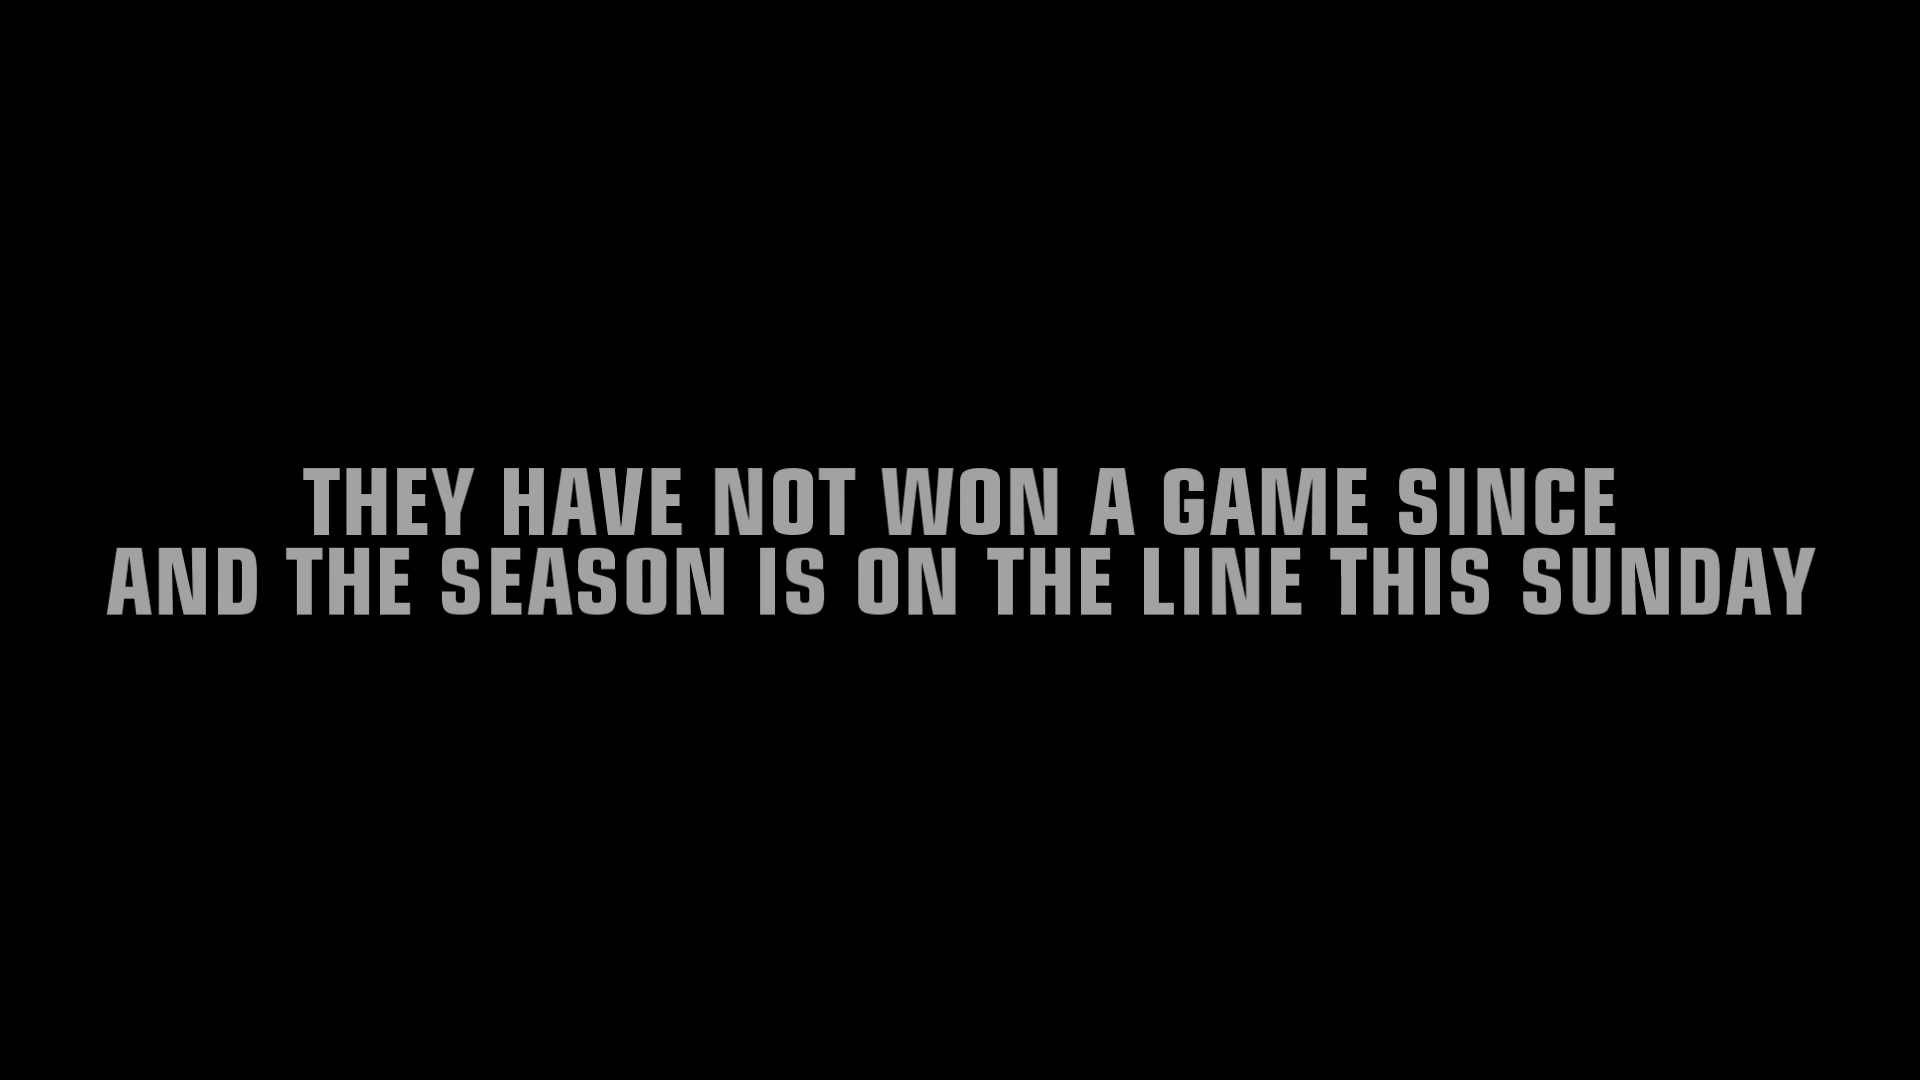 THEY HAVE NOT WON A GAME SINCE
AND THE SEASON IS ON THE LINE THIS SUNDAY